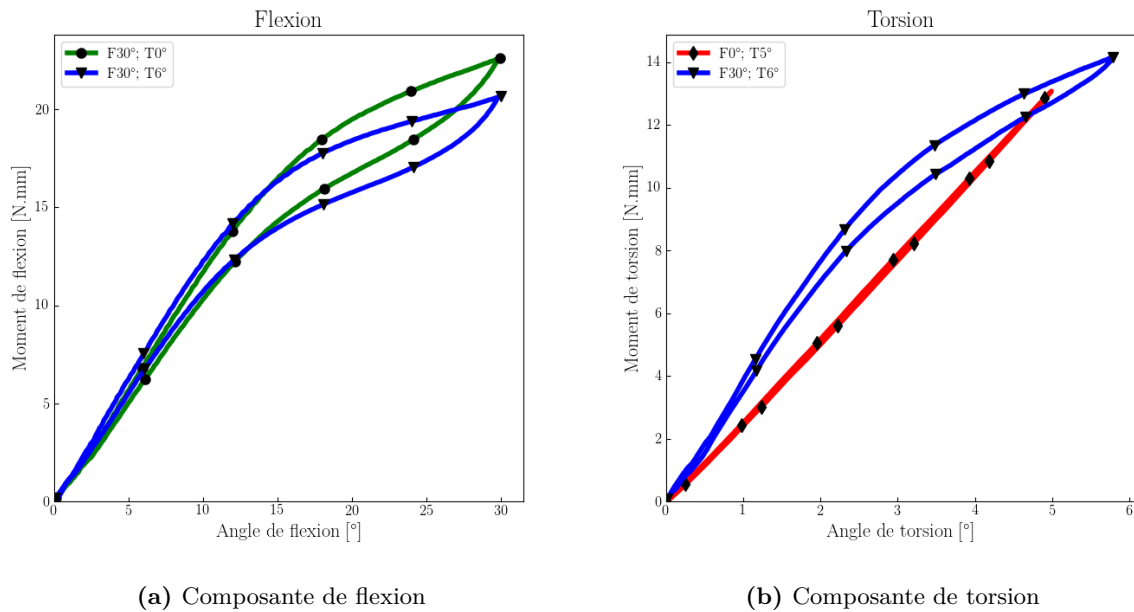 Flexion
F30°; T0°
F30°; T6°
Moment de flexion [N.mm]
20
15
10
5
0
0 5 10 15 20 25 30
Angle de flexion [°]
(a) Composante de flexion
Torsion
F0°; T5°
F30°; T6°
Moment de torsion [N.mm]
14
12
10
8
6
4
2
0
0 1 2 3 4 5 6
Angle de torsion [°]
(b) Composante de torsion